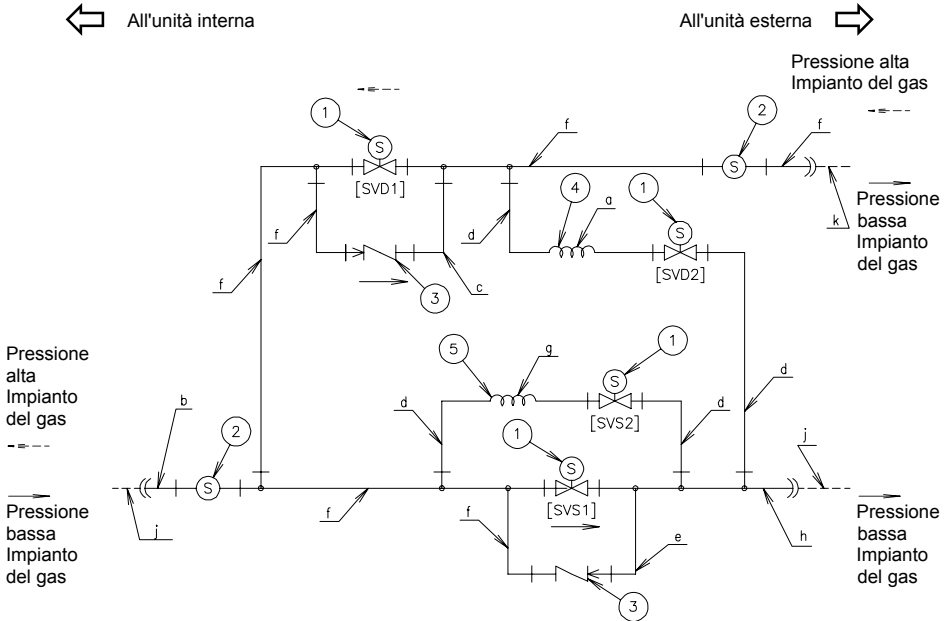 All'unità interna
All'unità esterna
Pressione alta
Impianto del gas
1
2
f
f
S
S
[SVD1]
k
Pressione
bassa
Impianto
del gas
4
a
1
f
d
S
[SVD2]
f
3
c
Pressione
alta
Impianto
del gas
5
g
1
S
d
b
2
d
[SVS2]
d
j
1
S
S
f
[SVS1]
j
f
e
h
Pressione
bassa
Impianto
del gas
3
Pressione
bassa
Impianto
del gas